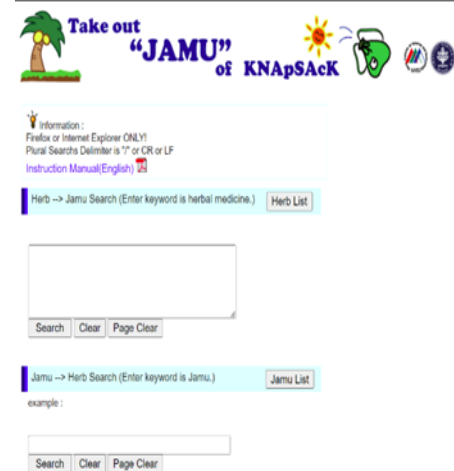 Take out
“JAMU”
of KNApSAcK
Information :
Firefox or Internet Explorer ONLY!
Plural Searchs Delimiter is "/" or CR or LF
Instruction Manual(English)
Herb --> Jamu Search (Enter keyword is herbal medicine.) Herb List
Search Clear Page Clear
Jamu --> Herb Search (Enter keyword is Jamu.) Jamu List
example :
Search Clear Page Clear